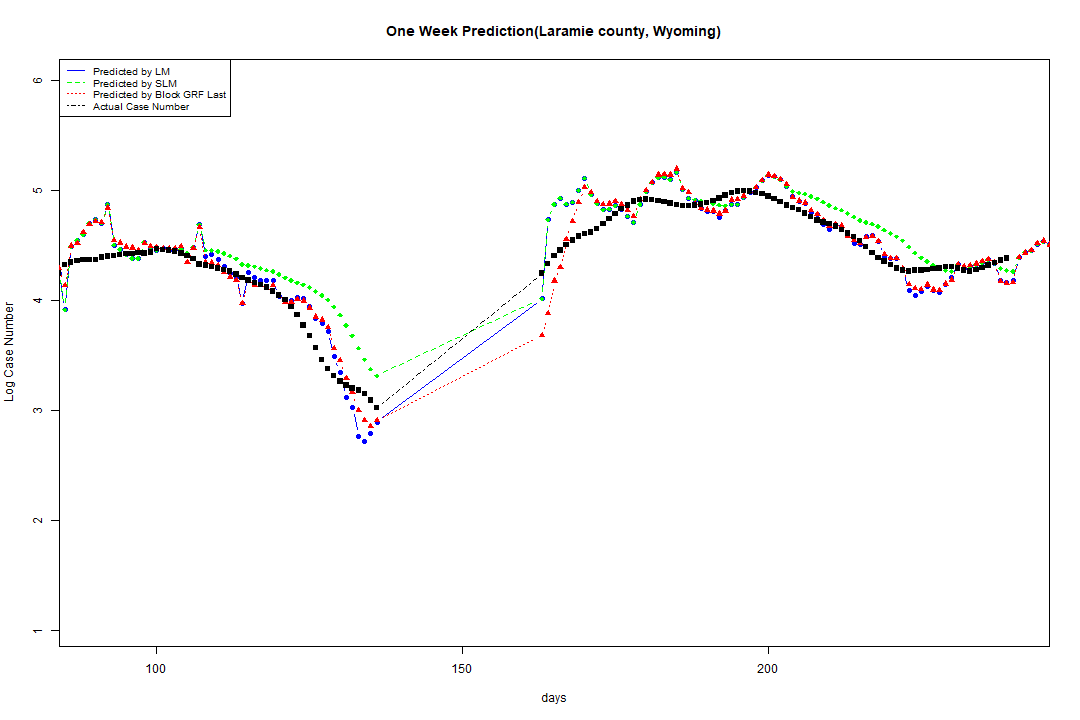 One Week Prediction(Laramie county, Wyoming)
Predicted by LM
Predicted by SLM
Predicted by Block GRF Last
Actual Case Number
6
5
4
3
2
1
Log Case Number
100 150 200
days